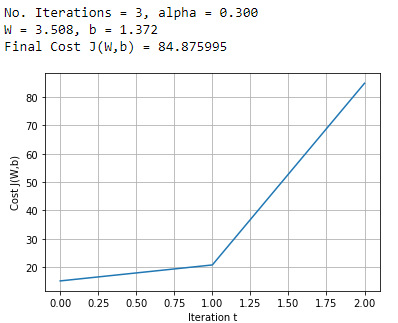 No. Iterations = 3, alpha = 0.300
W = 3.508, b = 1.372
Final Cost J(W,b) = 84.875995
80
70
60
50
40
30
20
Cost J(W,b)
0.00 0.25 0.50 0.75 1.00 1.25 1.50 1.75 2.00
Iteration t